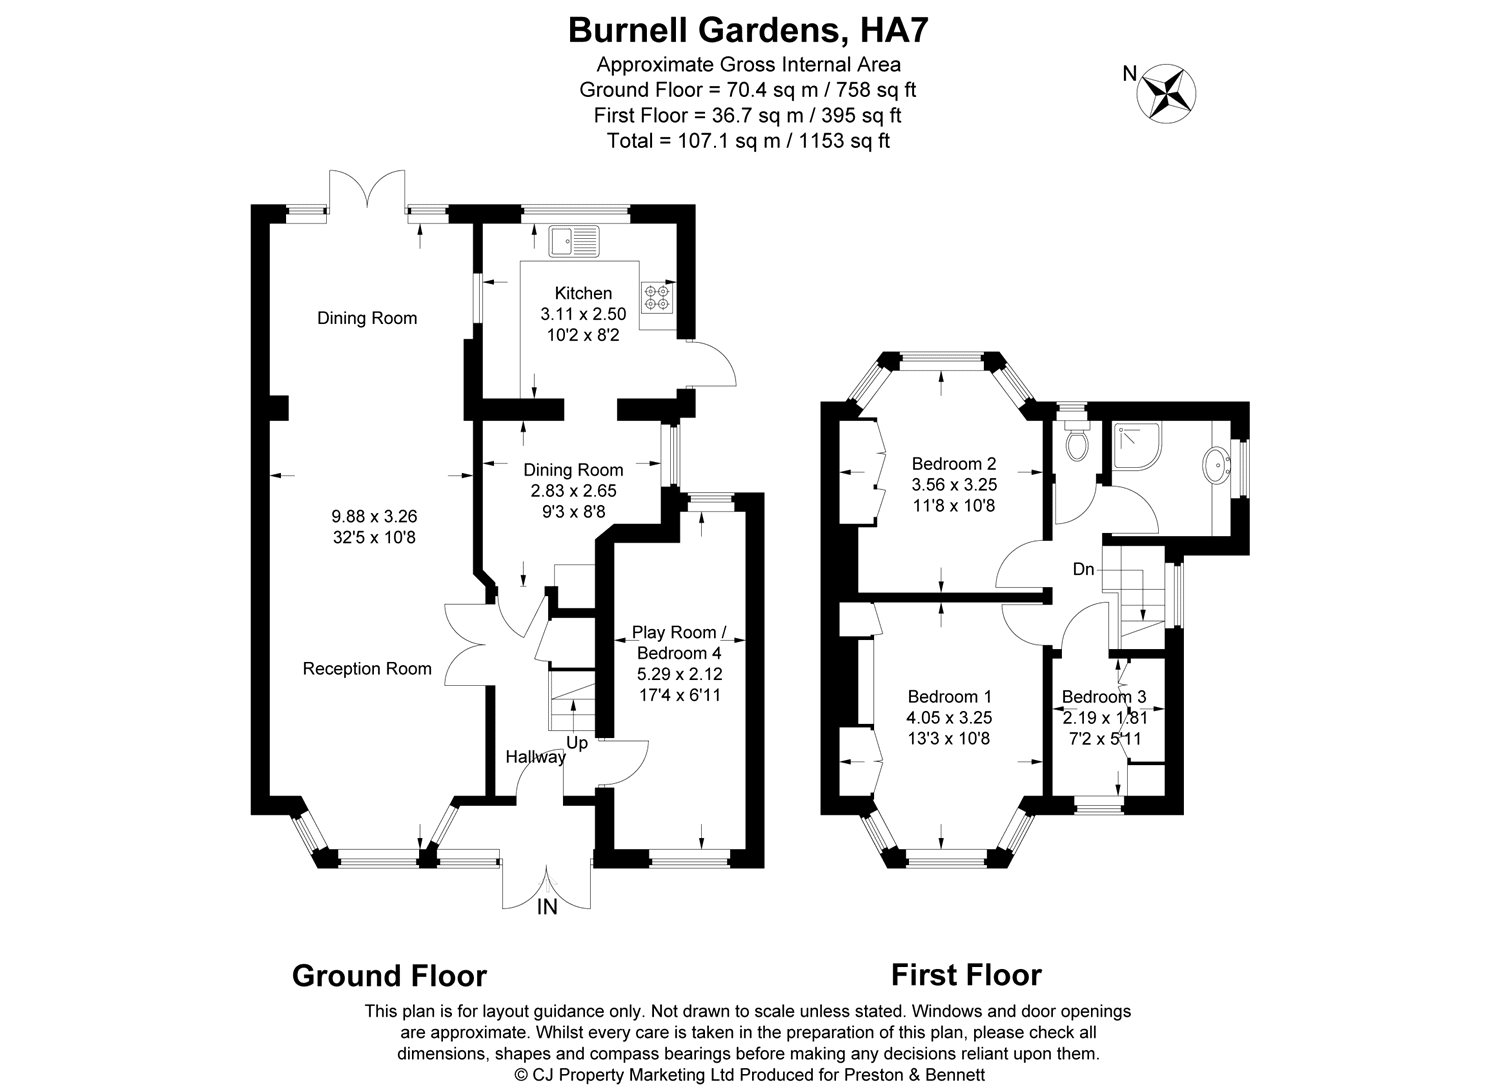 Burnell Gardens, HA7
Approximate Gross Internal Area
Ground Floor = 70.4 sq m / 758 sq ft
First Floor = 36.7 sq m / 395 sq ft
Total = 107.1 sq m / 1153 sq ft
N
Dining Room
Kitchen
3.11 x 2.50
10'2 x 8'2
Dining Room
2.83 x 2.65
9'3 x 8'8
9.88 x 3.26
32'5 x 10'8
Reception Room
Play Room /
Bedroom 4
5.29 x 2.12
17'4 x 6'11
Up
Hallway
IN
Bedroom 2
3.56 x 3.25
11'8 x 10'8
Dn
Bedroom 1
4.05 x 3.25
13'3 x 10'8
Bedroom 3
2.19 x 1.81
7'2 x 5'11
Ground Floor
First Floor
This plan is for layout guidance only. Not drawn to scale unless stated. Windows and door openings
are approximate. Whilst every care is taken in the preparation of this plan, please check all
dimensions, shapes and compass bearings before making any decisions reliant upon them.
© CJ Property Marketing Ltd Produced for Preston & Bennett